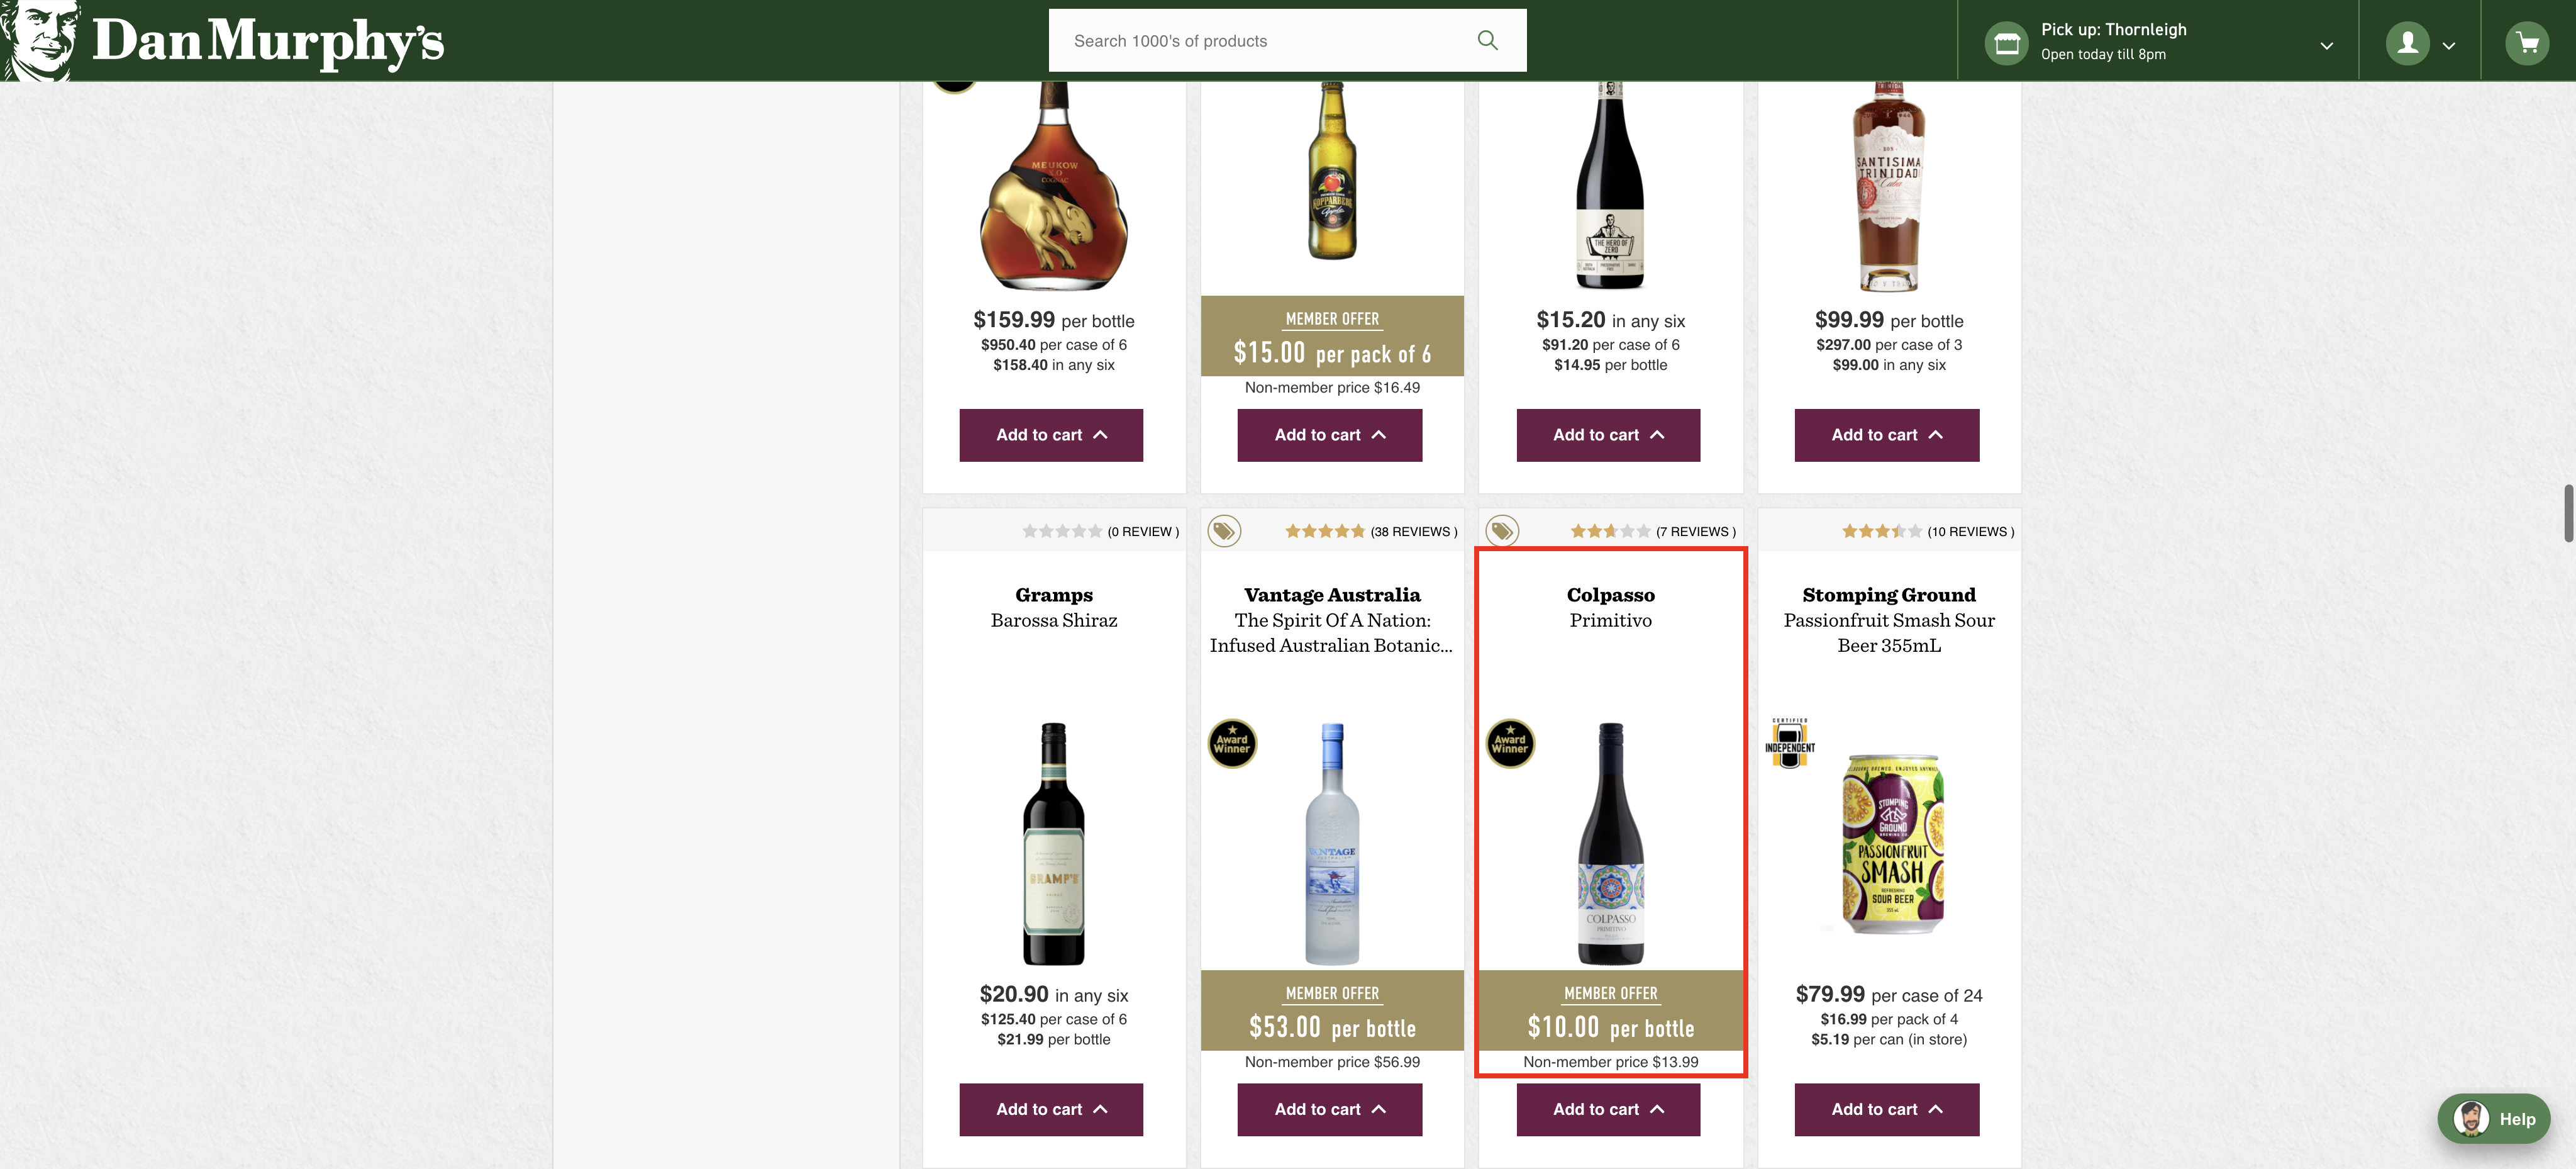 Dan Murphy's
Search 1000's of products
Pick up: Thornleigh
Open today till 8pm
MEUKOW
X.O
COGNAC
KOPPARBERG
THE HERO OF
ZERO
RON
SANTISIMA
TRINIDAD
de Cuba
$159.99 per bottle
$950.40 per case of 6
$158.40 in any six
Add to cart
MEMBER OFFER
$15.00 per pack of 6
Non-member price $16.49
Add to cart
$15.20 in any six
$91.20 per case of 6
$14.95 per bottle
Add to cart
$99.99 per bottle
$297.00 per case of 3
$99.00 in any six
Add to cart
(0 REVIEW )
Gramps
Barossa Shiraz
GRAMP'S
$20.90 in any six
$125.40 per case of 6
$21.99 per bottle
Add to cart
(38 REVIEWS )
Vantage Australia
The Spirit Of A Nation:
Infused Australian Botanic...
Award
Winner
VANTAGE
AUSTRALIA
MEMBER OFFER
$53.00 per bottle
Non-member price $56.99
Add to cart
(7 REVIEWS )
Colpasso
Primitivo
Award
Winner
COLPASSO
PRIMITIVO
MEMBER OFFER
$10.00 per bottle
Non-member price $13.99
Add to cart
(10 REVIEWS )
Stomping Ground
Passionfruit Smash Sour
Beer 355mL
CERTIFIED
INDEPENDENT
STOMPING
GROUND
BREWING CO.
PASSIONFRUIT
SMASH
REFRESHING
SOUR BEER
$79.99 per case of 24
$16.99 per pack of 4
$5.19 per can (in store)
Add to cart
Help